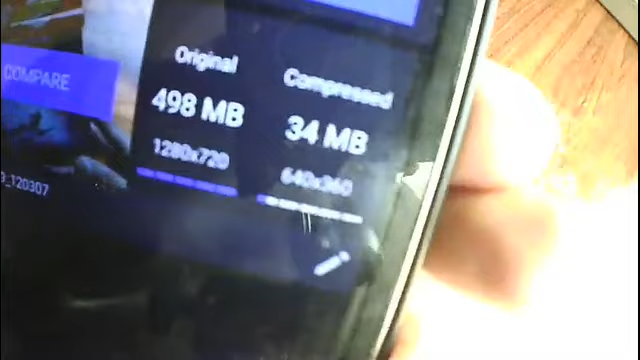 Original
Compressed
COMPARE
498 MB
34 MB
1280x720
640x360
_120307